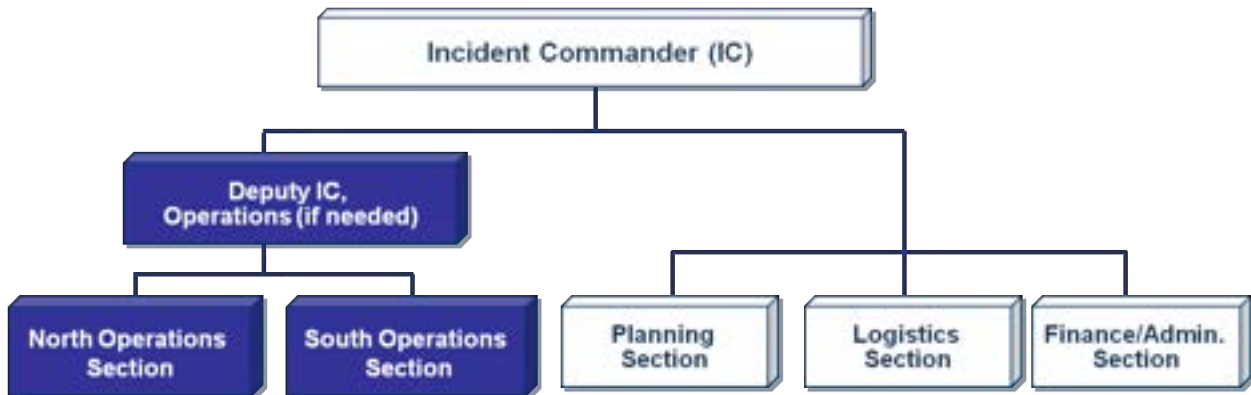 Incident Commander (IC)
Deputy IC,
Operations (if needed)
North Operations
Section
South Operations
Section
Planning
Section
Logistics
Section
Finance/Admin.
Section